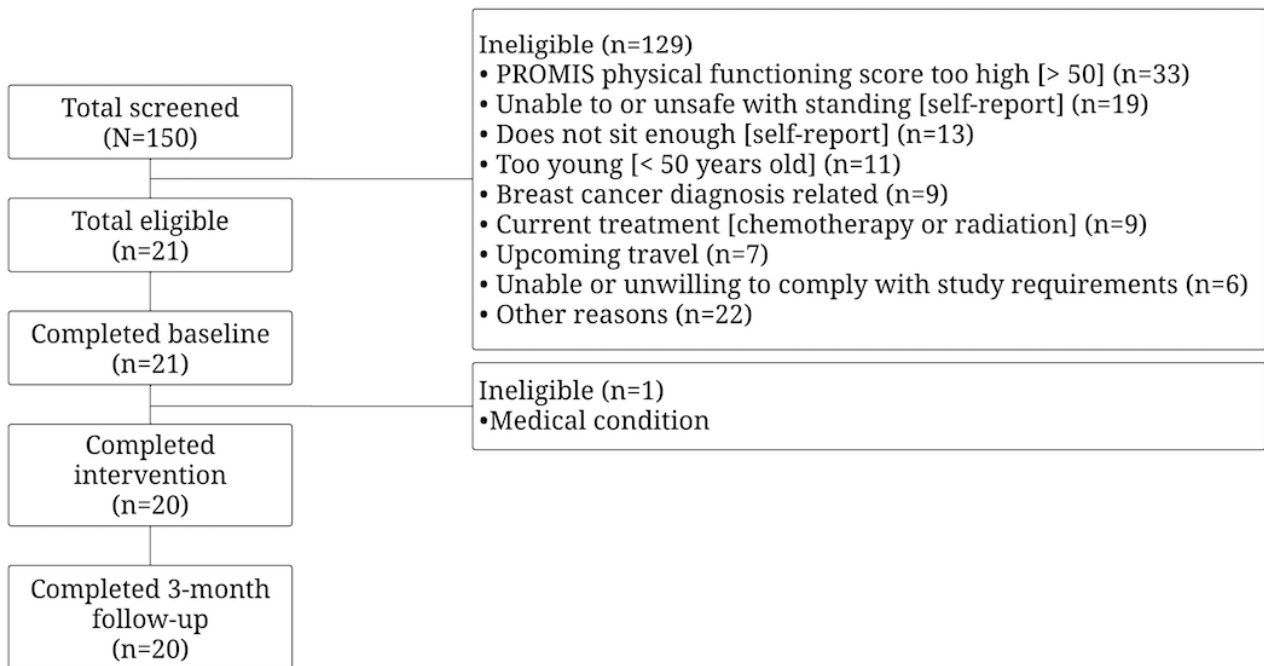 Total screened
(N=150)
Ineligible (n=129)
• PROMIS physical functioning score too high [> 50] (n=33)
• Unable to or unsafe with standing [self-report] (n=19)
• Does not sit enough [self-report] (n=13)
• Too young [< 50 years old] (n=11)
• Breast cancer diagnosis related (n=9)
• Current treatment [chemotherapy or radiation] (n=9)
• Upcoming travel (n=7)
• Unable or unwilling to comply with study requirements (n=6)
• Other reasons (n=22)
Total eligible
(n=21)
Completed baseline
(n=21)
Ineligible (n=1)
•Medical condition
Completed
intervention
(n=20)
Completed 3-month
follow-up
(n=20)